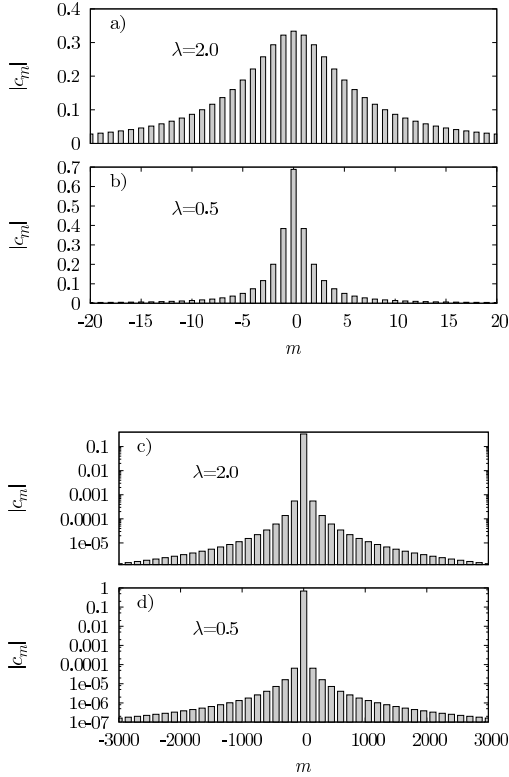 0.4
a)
λ=2.0
0.3
|c_m|
0.2
0.1
0
0.7
b)
0.6
λ=0.5
0.5
|c_m|
0.4
0.3
0.2
0.1
0
-20 -15 -10 -5 0 5 10 15 20
m
c)
0.1
λ=2.0
0.01
|c_m|
0.001
0.0001
1e-05
1
d)
0.1
λ=0.5
0.01
|c_m|
0.001
0.0001
1e-05
1e-06
1e-07
-3000 -2000 -1000 0 1000 2000 3000
m